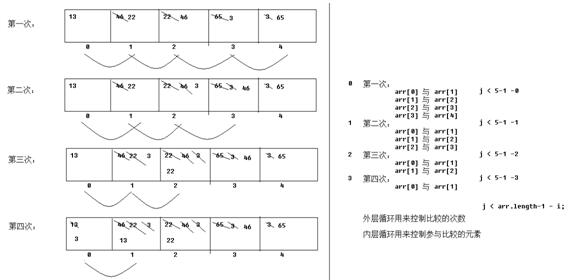 第一次:
13 46 22 22 46 65 3 3 65
0 1 2 3 4
第二次:
13 46 22 22 46 3 65 3 46 3 65
0 1 2 3 4
第三次:
13 46 22 3 22 46 3 65 3 46 3 65
22
0 1 2 3 4
第四次:
13 46 22 3 22 46 3 65 3 46 3 65
3 13 22
0 1 2 3 4
0 第一次:
arr[0] 与 arr[1] j < 5-1 -0
arr[1] 与 arr[2]
arr[2] 与 arr[3]
arr[3] 与 arr[4]
1 第二次:
arr[0] 与 arr[1] j < 5-1 -1
arr[1] 与 arr[2]
arr[2] 与 arr[3]
2 第三次:
arr[0] 与 arr[1] j < 5-1 -2
arr[1] 与 arr[2]
3 第四次:
arr[0] 与 arr[1] j < 5-1 -3
j < arr.length-1 - i;
外层循环用来控制比较的次数
内层循环用来控制参与比较的元素